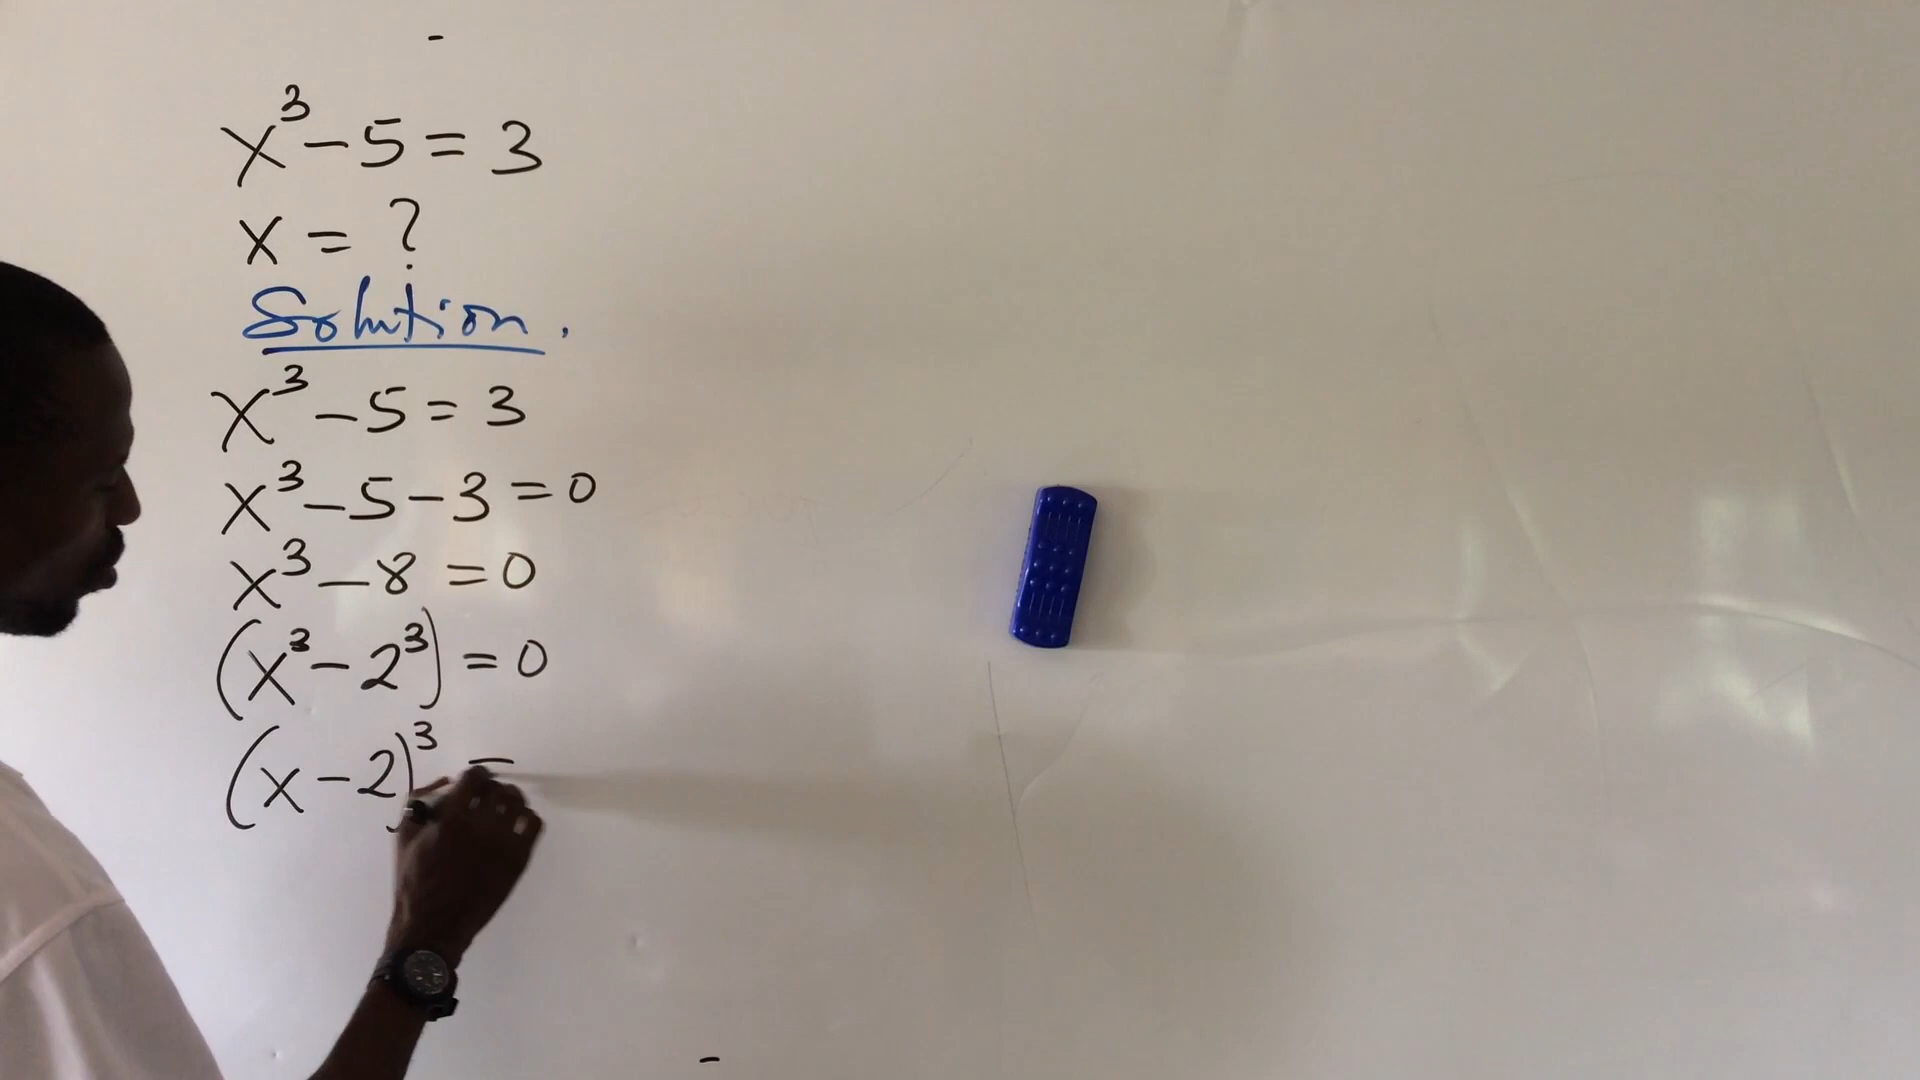 x³ - 5 = 3
x = ?
Solution.
x³ - 5 = 3
x³ - 5 - 3 = 0
x³ - 8 = 0
(x³ - 2³) = 0
(x - 2)³ =